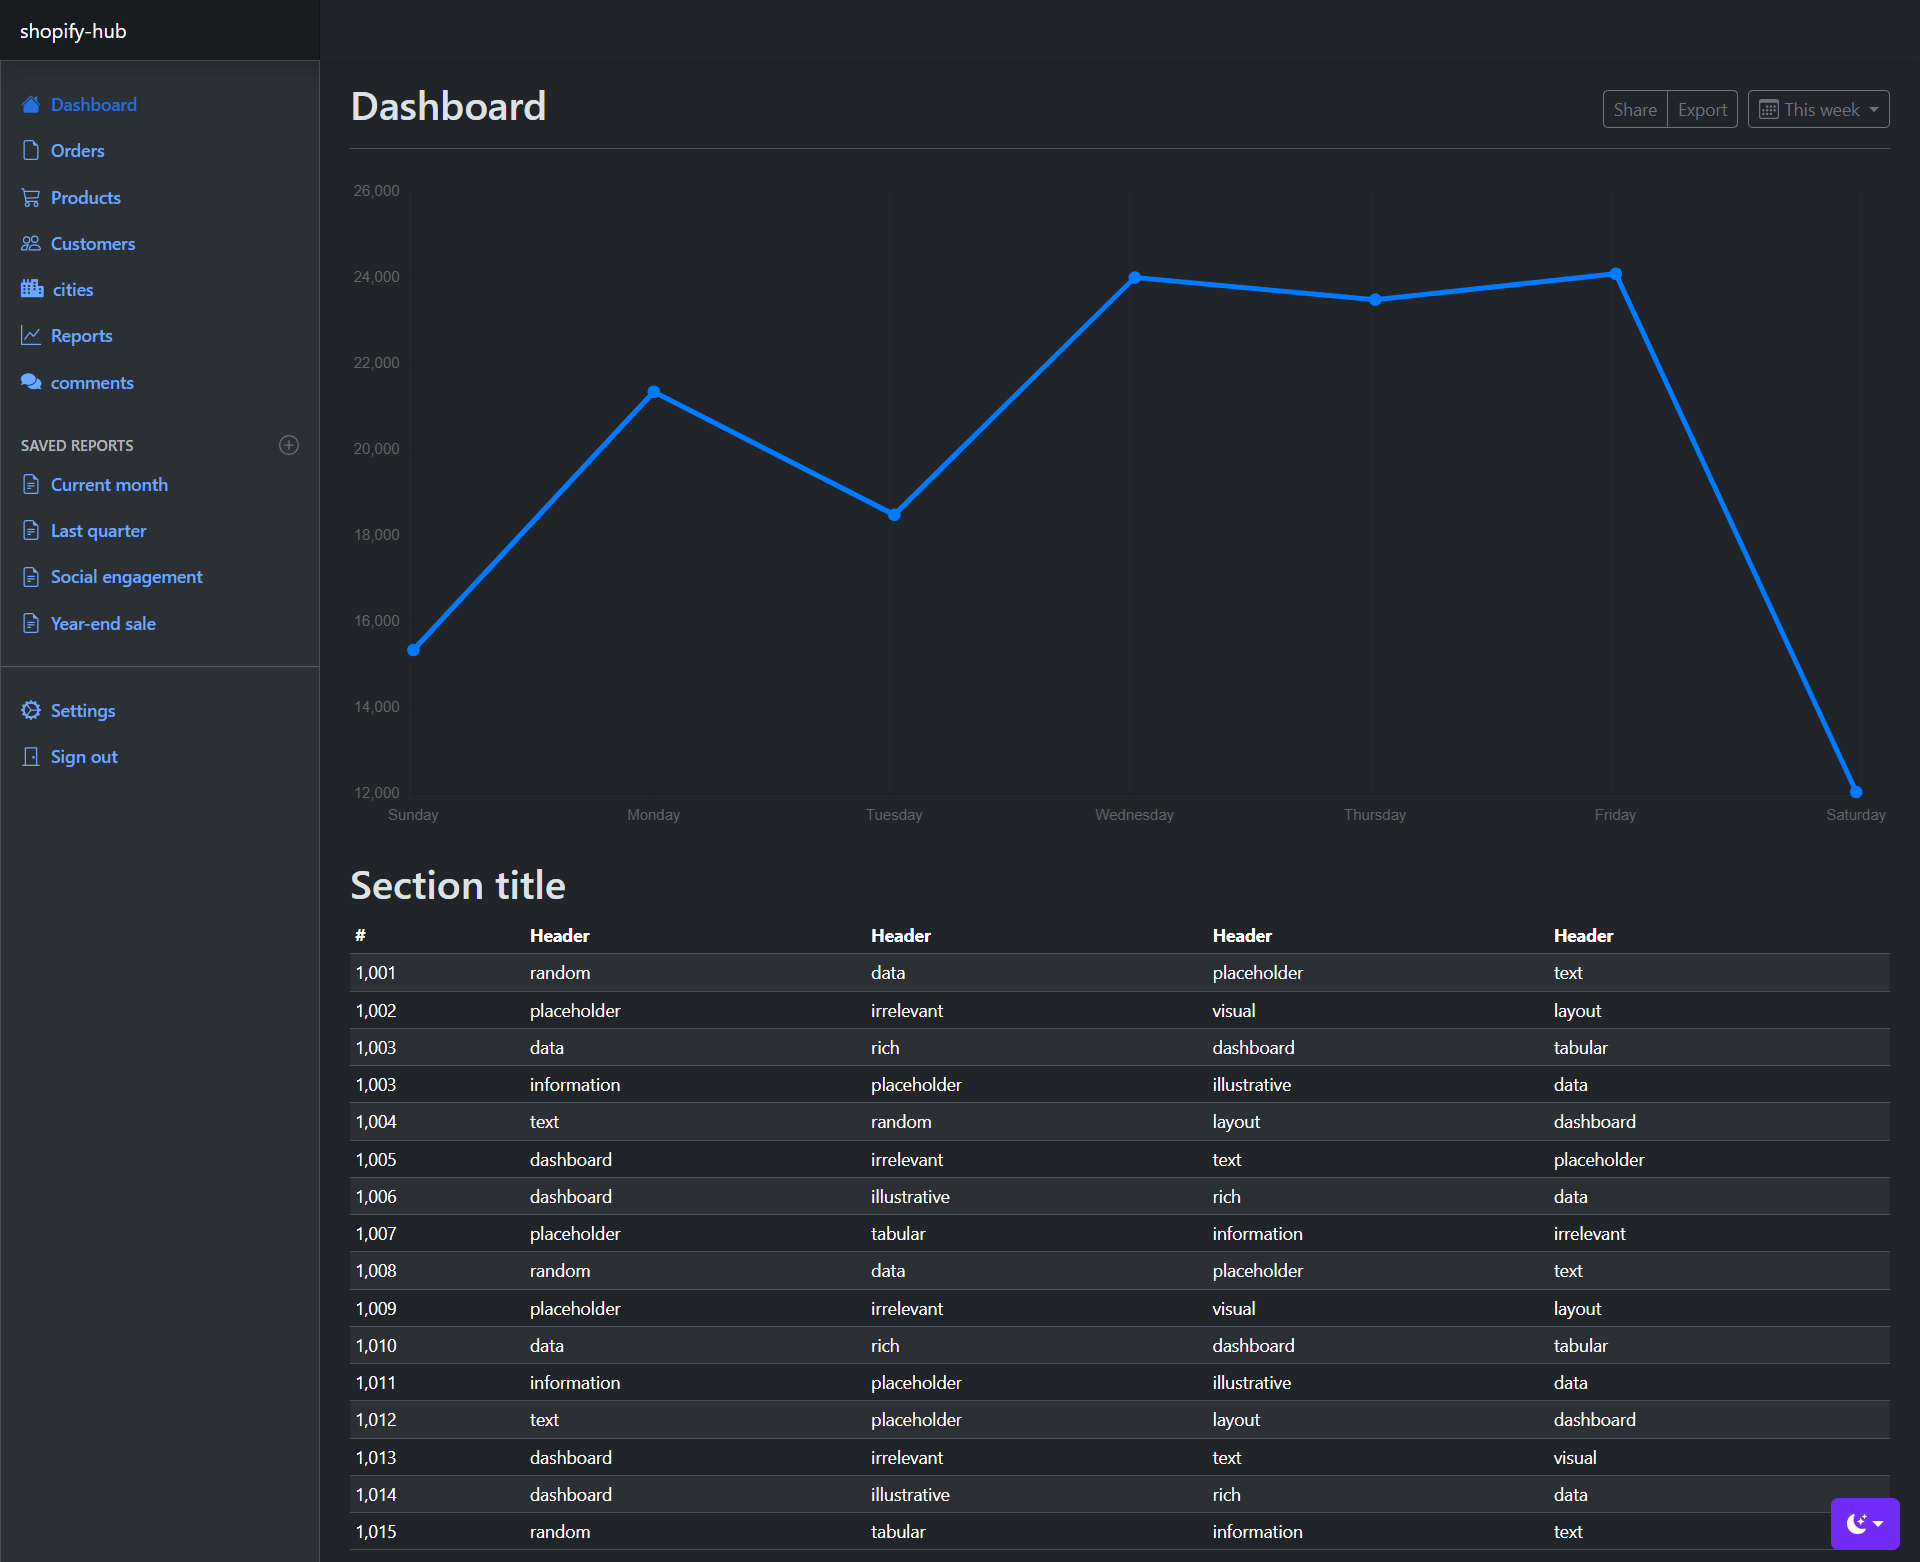 shopify-hub
Dashboard
Orders
Products
Customers
cities
Reports
comments
SAVED REPORTS
Current month
Last quarter
Social engagement
Year-end sale
Settings
Sign out
Dashboard
Share Export This week
26,000
24,000
22,000
20,000
18,000
16,000
14,000
12,000
Sunday Monday Tuesday Wednesday Thursday Friday Saturday
Section title
# Header Header Header Header
1,001 random data placeholder text
1,002 placeholder irrelevant visual layout
1,003 data rich dashboard tabular
1,003 information placeholder illustrative data
1,004 text random layout dashboard
1,005 dashboard irrelevant text placeholder
1,006 dashboard illustrative rich data
1,007 placeholder tabular information irrelevant
1,008 random data placeholder text
1,009 placeholder irrelevant visual layout
1,010 data rich dashboard tabular
1,011 information placeholder illustrative data
1,012 text placeholder layout dashboard
1,013 dashboard irrelevant text visual
1,014 dashboard illustrative rich data
1,015 random tabular information text